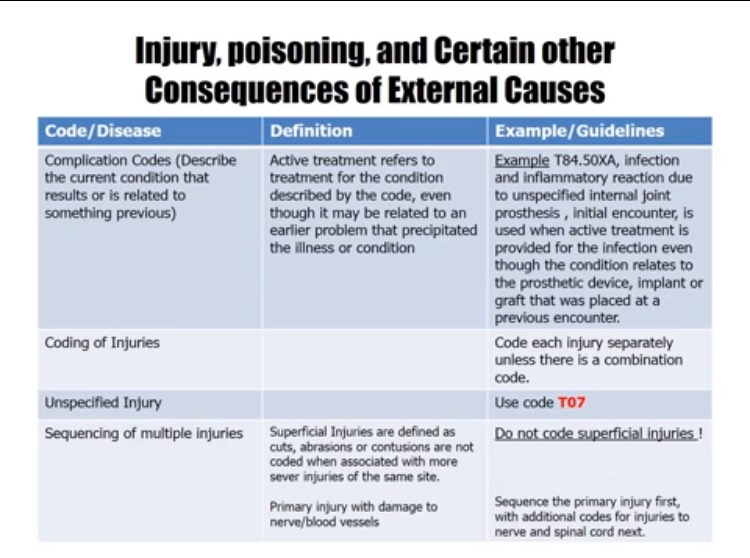 Injury, poisoning, and Certain other
Consequences of External Causes
Code/Disease
Definition
Example/Guidelines
Complication Codes (Describe
the current condition that
results or is related to
something previous)
Active treatment refers to
treatment for the condition
described by the code, even
though it may be related to an
earlier problem that precipitated
the illness or condition
Example T84.50XA, infection
and inflammatory reaction due
to unspecified internal joint
prosthesis , initial encounter, is
used when active treatment is
provided for the infection even
though the condition relates to
the prosthetic device, implant or
graft that was placed at a
previous encounter.
Coding of Injuries
Code each injury separately
unless there is a combination
code.
Unspecified Injury
Use code T07
Sequencing of multiple injuries
Superficial Injuries are defined as
cuts, abrasions or contusions are not
coded when associated with more
sever injuries of the same site.
Primary injury with damage to
nerve/blood vessels
Do not code superficial injuries !
Sequence the primary injury first,
with additional codes for injuries to
nerve and spinal cord next.